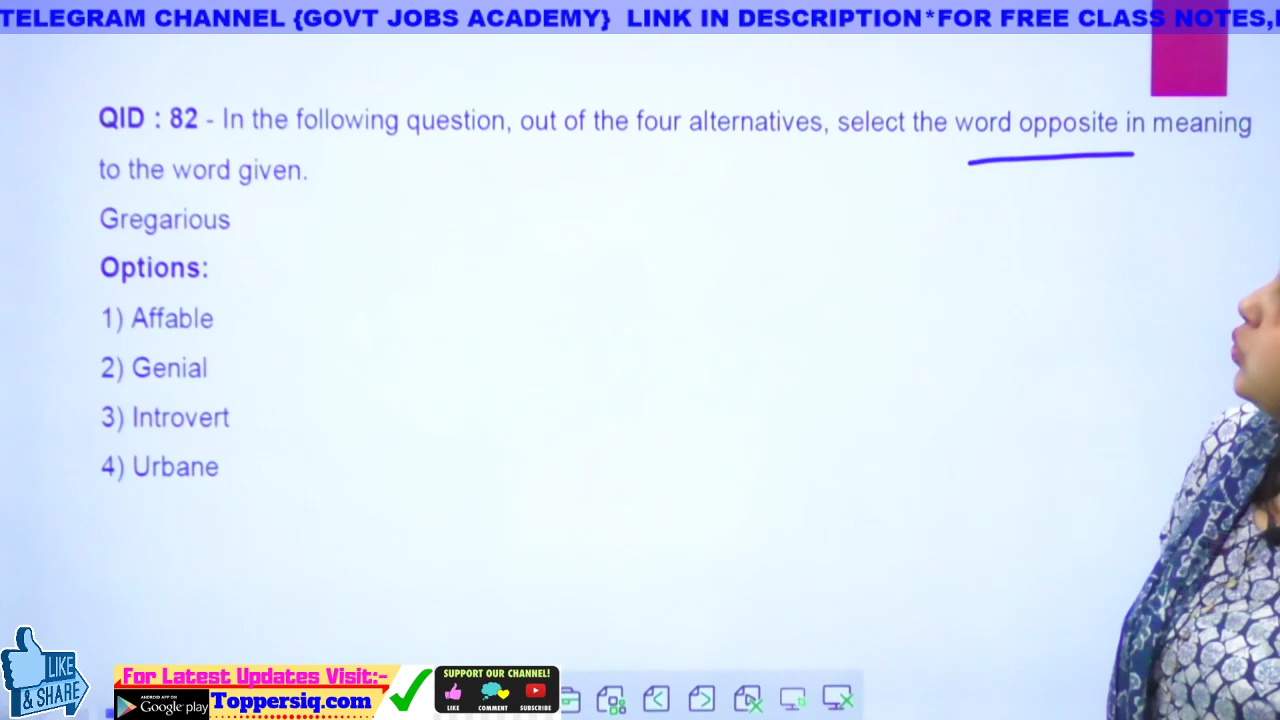 TELEGRAM CHANNEL {GOVT JOBS ACADEMY} LINK IN DESCRIPTION*FOR FREE CLASS NOTES,
QID : 82 - In the following question, out of the four alternatives, select the word opposite in meaning
to the word given.
Gregarious
Options:
1) Affable
2) Genial
3) Introvert
4) Urbane
LIKE
& SHARE
For Latest Updates Visit:-
ANDROID APP ON
Google play
Toppersiq.com
SUPPORT OUR CHANNEL!
LIKE COMMENT SUBSCRIBE